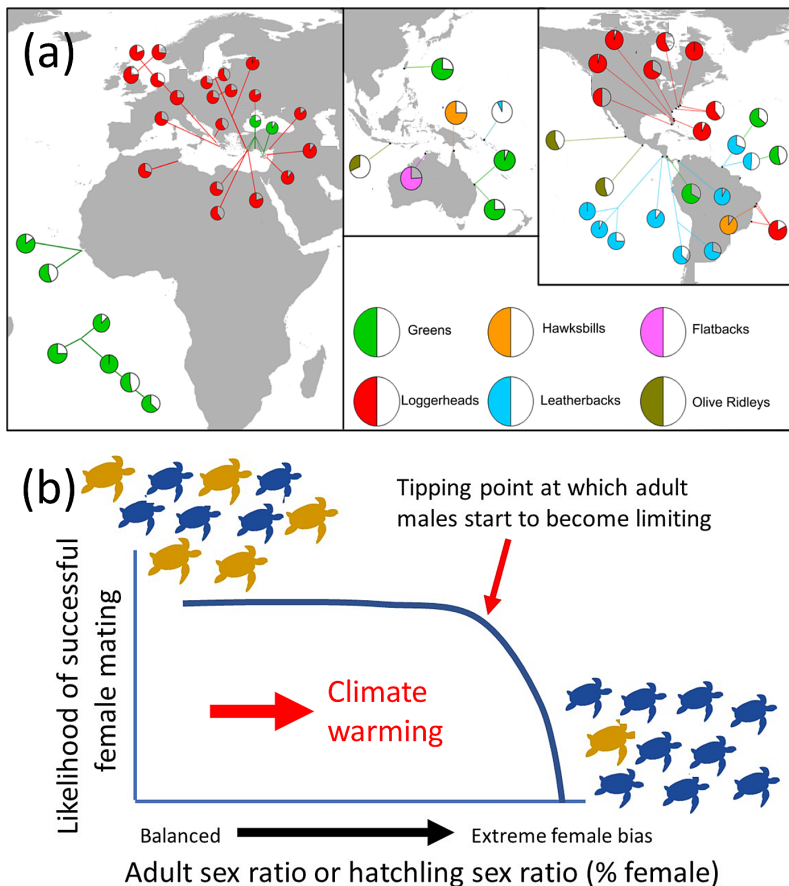 (a)
Greens
Hawksbills
Flatbacks
Loggerheads
Leatherbacks
Olive Ridleys
(b)
Tipping point at which adult
males start to become limiting
Likelihood of successful
female mating
Climate
warming
Balanced
Extreme female bias
Adult sex ratio or hatchling sex ratio (% female)